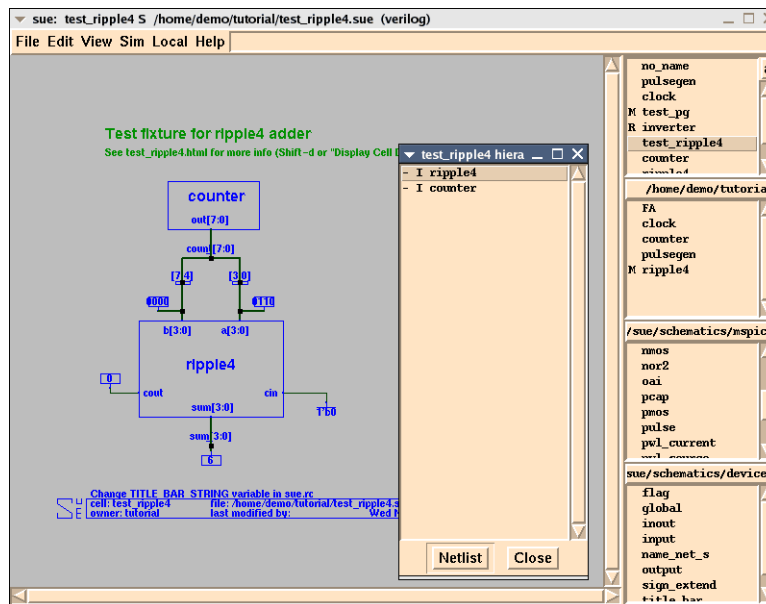 sue: test_ripple4 S /home/demo/tutorial/test_ripple4.sue (verilog)
File Edit View Sim Local Help
Test fixture for ripple4 adder
See test_ripple4.html for more info (Shift-d or "Display Cell
counter
out[7:0]
count[7:0]
[7:4] [3:0]
0000 0110
b[3:0] a[3:0]
ripple4
0
cout cin
1'b0
sum[3:0]
sum[3:0]
6
Change TITLE_BAR_STRING variable in sue.rc
SUE
cell: test_ripple4 file: /home/demo/tutorial/test_ripple4.s
owner: tutorial last modified by: Wed
test_ripple4 hiera
- I ripple4
- I counter
Netlist Close
no_name
pulsegen
clock
M test_pg
R inverter
test_ripple4
counter
ripple4
/home/demo/tutoria
FA
clock
counter
pulsegen
M ripple4
/sue/schematics/mspic
nmos
nor2
oai
pcap
pmos
pulse
pwl_current
pwl_source
sue/schematics/device
flag
global
inout
input
name_net_s
output
sign_extend
title_bar